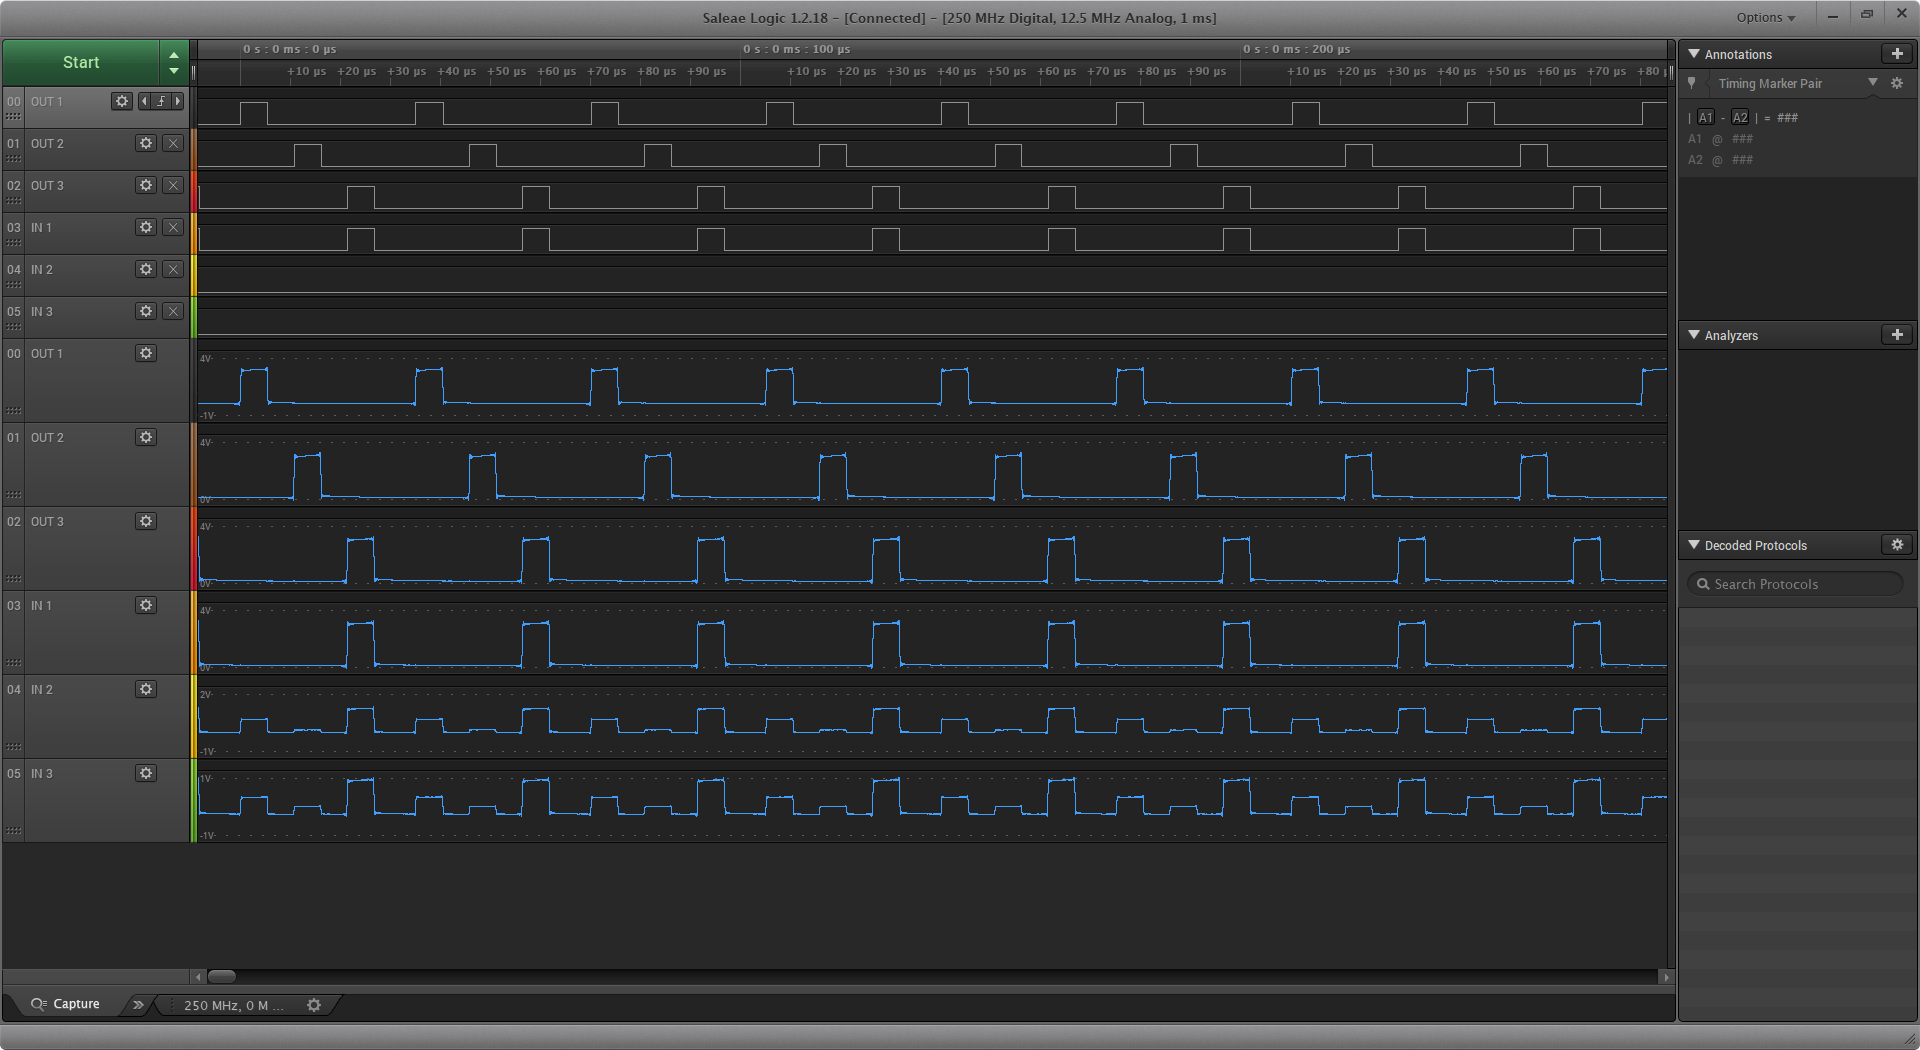 Saleae Logic 1.2.18 - [Connected] - [250 MHz Digital, 12.5 MHz Analog, 1 ms]
Options
Start
0 s : 0 ms : 0 µs
0 s : 0 ms : 100 µs
0 s : 0 ms : 200 µs
+10 µs +20 µs +30 µs +40 µs +50 µs +60 µs +70 µs +80 µs +90 µs
+10 µs +20 µs +30 µs +40 µs +50 µs +60 µs +70 µs +80 µs +90 µs
+10 µs +20 µs +30 µs +40 µs +50 µs +60 µs +70 µs +80 µ
00 OUT 1
01 OUT 2
02 OUT 3
03 IN 1
04 IN 2
05 IN 3
00 OUT 1
4V
-1V
01 OUT 2
4V
0V
02 OUT 3
4V
0V
03 IN 1
4V
0V
04 IN 2
2V
-1V
05 IN 3
1V
-1V
Capture
250 MHz, 0 M ...
Annotations
Timing Marker Pair
| A1 - A2 | = ###
A1 @ ###
A2 @ ###
Analyzers
Decoded Protocols
Search Protocols